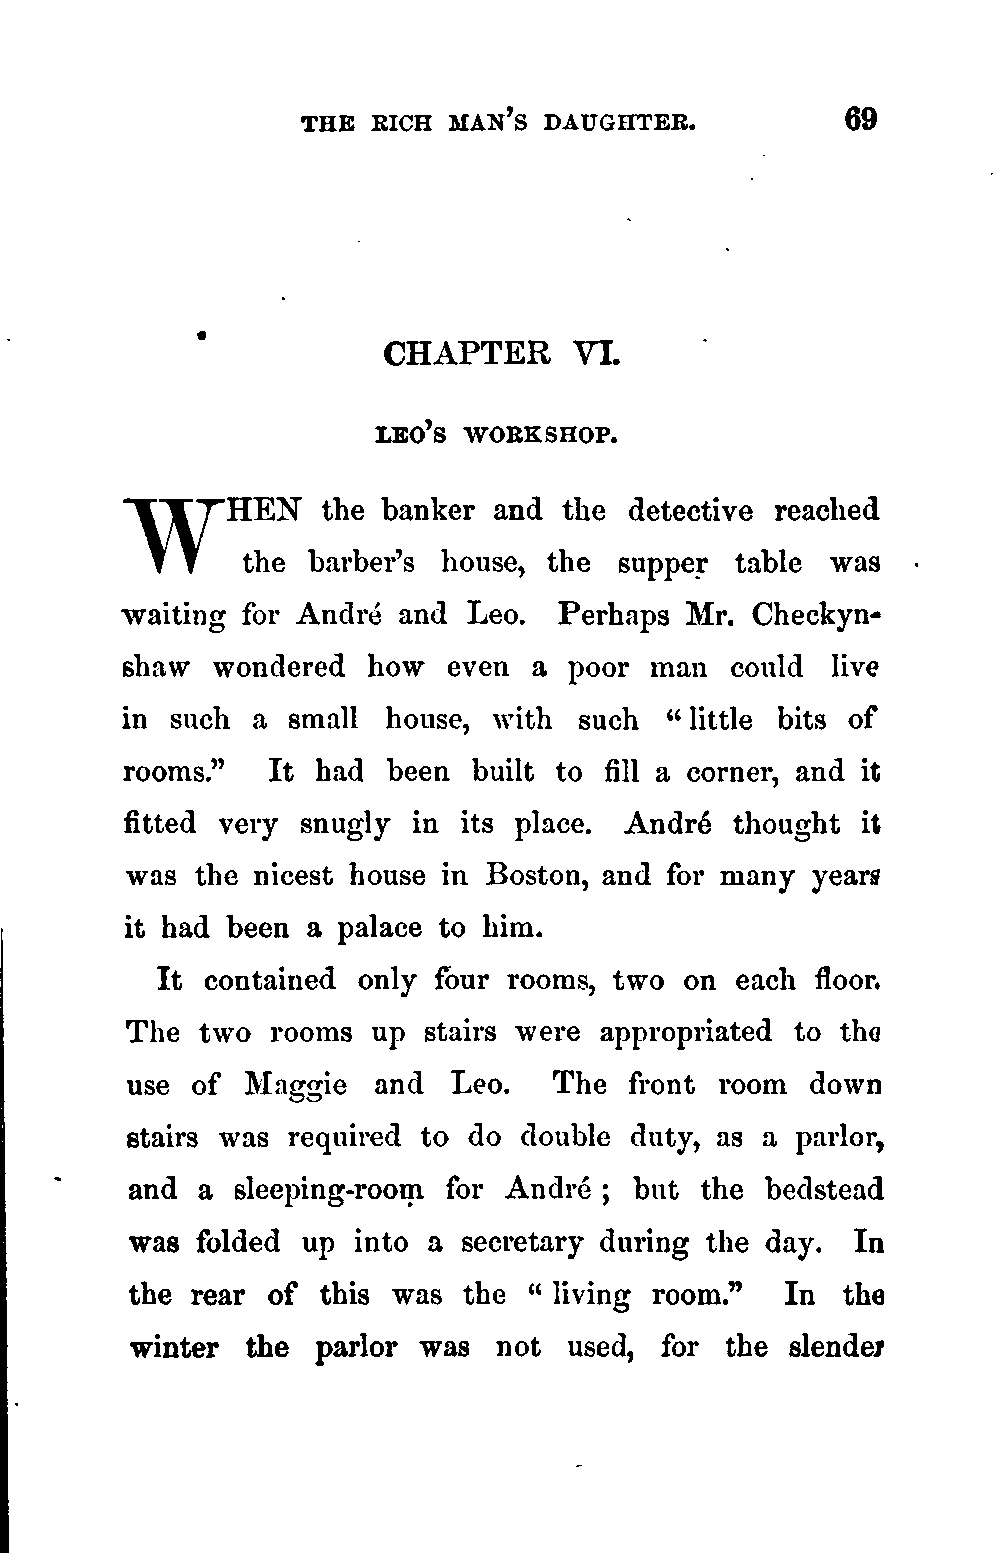 THE RICH MAN'S DAUGHTER. 69
CHAPTER VI.
LEO'S WORKSHOP.
WHEN the banker and the detective reached
the barber's house, the supper table was
waiting for André and Leo. Perhaps Mr. Checkyn-
shaw wondered how even a poor man could live
in such a small house, with such “little bits of
rooms.” It had been built to fill a corner, and it
fitted very snugly in its place. André thought it
was the nicest house in Boston, and for many years
it had been a palace to him.
It contained only four rooms, two on each floor.
The two rooms up stairs were appropriated to the
use of Maggie and Leo. The front room down
stairs was required to do double duty, as a parlor,
and a sleeping-room for André ; but the bedstead
was folded up into a secretary during the day. In
the rear of this was the “ living room.” In the
winter the parlor was not used, for the slender